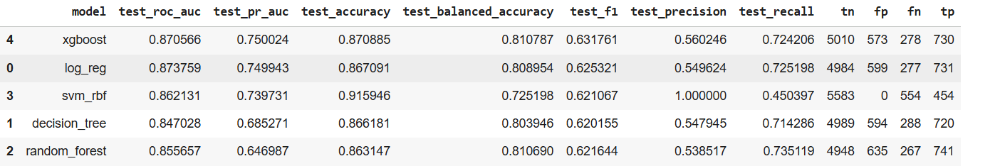 model test_roc_auc test_pr_auc test_accuracy test_balanced_accuracy test_f1 test_precision test_recall tn fp fn tp
4 xgboost 0.870566 0.750024 0.870885 0.810787 0.631761 0.560246 0.724206 5010 573 278 730
0 log_reg 0.873759 0.749943 0.867091 0.808954 0.625321 0.549624 0.725198 4984 599 277 731
3 svm_rbf 0.862131 0.739731 0.915946 0.725198 0.621067 1.000000 0.450397 5583 0 554 454
1 decision_tree 0.847028 0.685271 0.866181 0.803946 0.620155 0.547945 0.714286 4989 594 288 720
2 random_forest 0.855657 0.646987 0.863147 0.810690 0.621644 0.538517 0.735119 4948 635 267 741